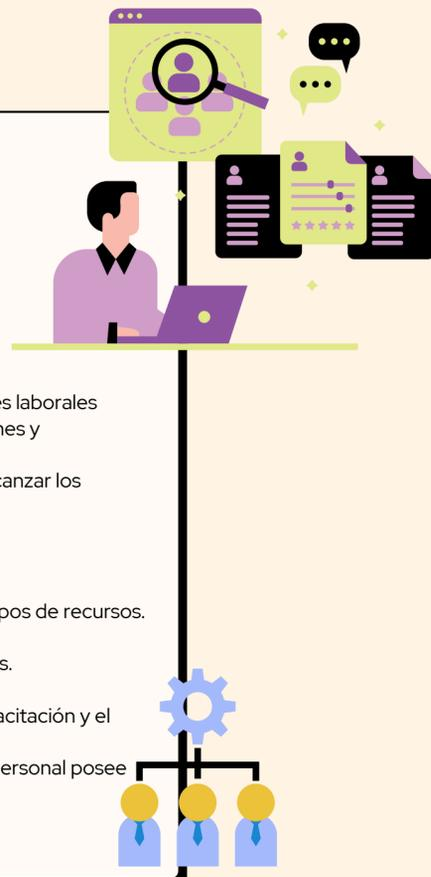 es laborales
nes y
canzar los
pos de recursos.
s.
acitación y el
ersonal posee